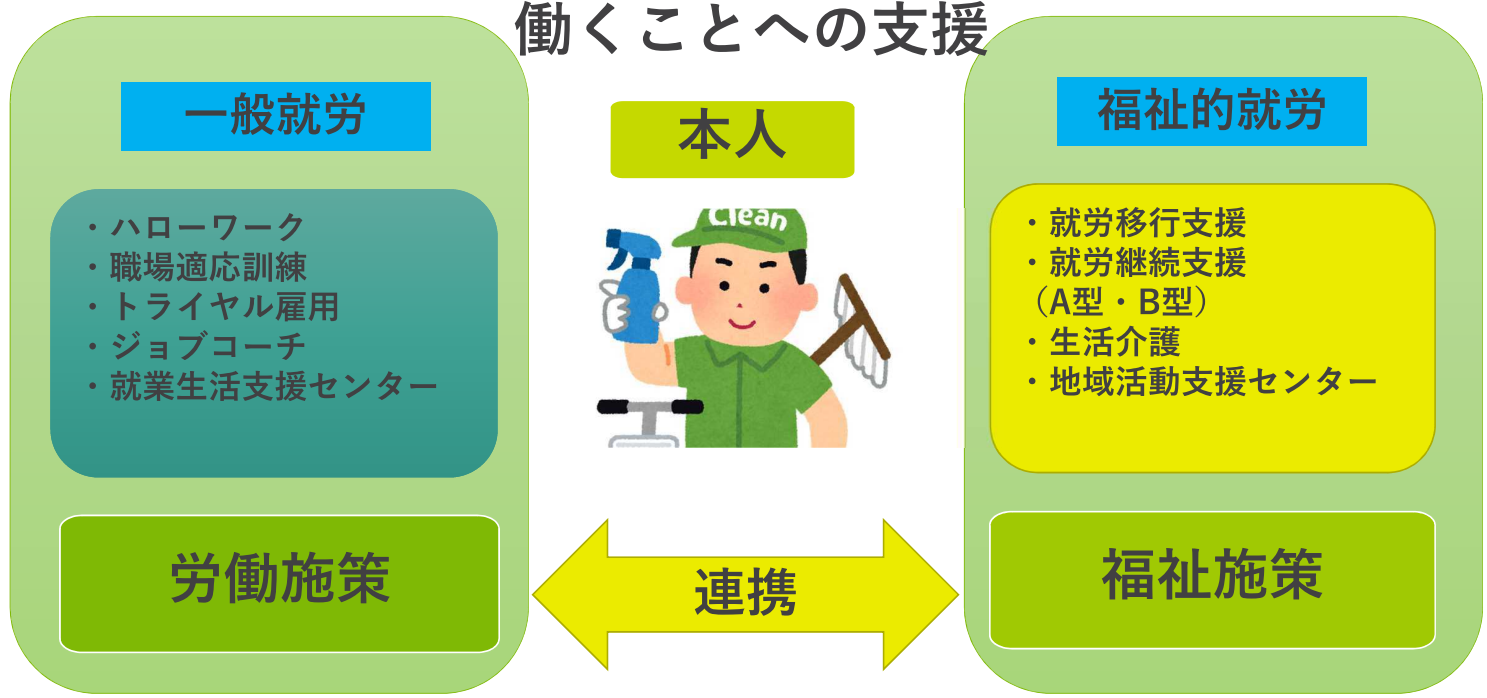 働くことへの支援
一般就労
・ハローワーク
・職場適応訓練
・トライヤル雇用
・ジョブコーチ
・就業生活支援センター
労働施策
本人
Clean
連携
福祉的就労
・就労移行支援
・就労継続支援
（A型・B型）
・生活介護
・地域活動支援センター
福祉施策